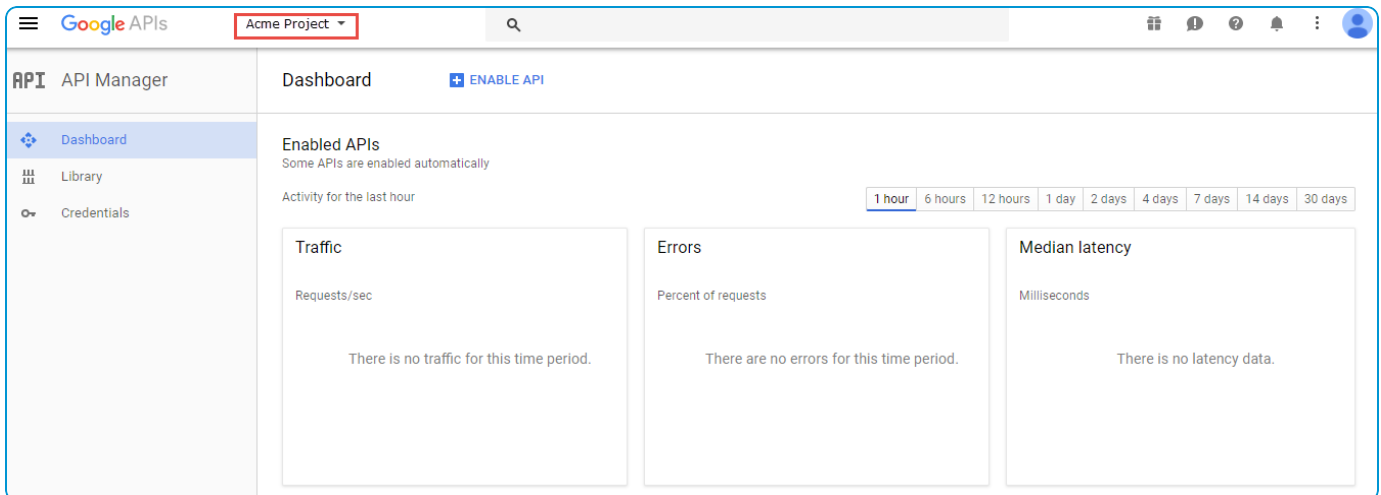 Google APIs Acme Project
API API Manager Dashboard ENABLE API
Dashboard
Library
Credentials
Enabled APIs
Some APIs are enabled automatically
Activity for the last hour 1 hour 6 hours 12 hours 1 day 2 days 4 days 7 days 14 days 30 days
Traffic
Requests/sec
There is no traffic for this time period.
Errors
Percent of requests
There are no errors for this time period.
Median latency
Milliseconds
There is no latency data.